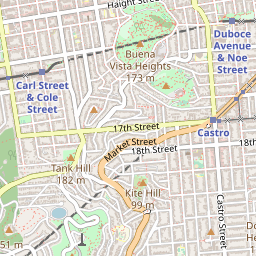 Haight Street
Duboce
Avenue
& Noe
Street
Buena
Vista Heights
173 m
Carl Street
& Cole
Street
17th Street
Castro
Market Street
18th Street
18th
Tank Hill
182 m
Kite Hill
99 m
Castro Street
51 m